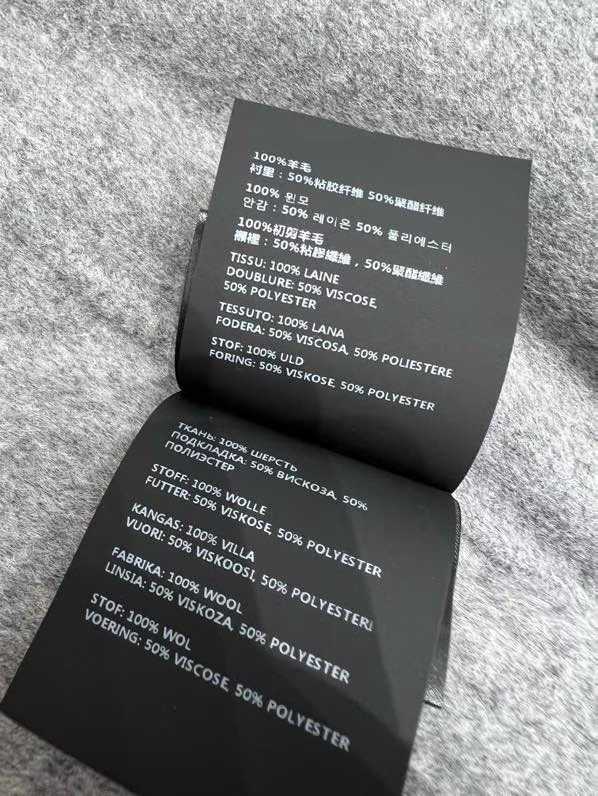 100%羊毛
衬里：50%粘胶纤维 50%聚酯纤维
100% 윈모
안감 : 50% 레이온 50% 폴리에스터
100%初剪羊毛
襯裡：50%粘膠纖維，50%聚酯纖維
TISSU: 100% LAINE
DOUBLURE: 50% VISCOSE,
50% POLYESTER
TESSUTO: 100% LANA
FODERA: 50% VISCOSA, 50% POLIESTERE
STOF: 100% ULD
FORING: 50% VISKOSE, 50% POLYESTER
ТКАНЬ: 100% ШЕРСТЬ
ПОДКЛАДКА: 50% ВИСКОЗА, 50%
ПОЛИЭСТЕР
STOFF: 100% WOLLE
FUTTER: 50% VISKOSE, 50% POLYESTER
KANGAS: 100% VILLA
VUORI: 50% VISKOOSI, 50% POLYESTERI
FABRIKA: 100% WOOL
LINSIA: 50% VISKOZA, 50% POLYESTER
STOF: 100% WOL
VOERING: 50% VISCOSE, 50% POLYESTER